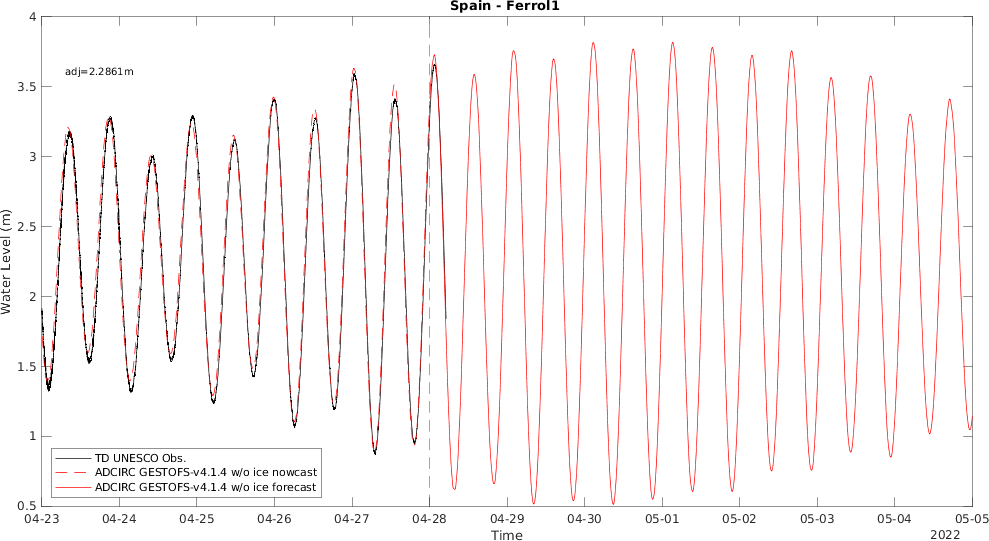 Spain - Ferrol1
4
adj=2.2861m
3.5
3
2.5
Water Level (m)
2
1.5
1
TD UNESCO Obs.
ADCIRC GESTOFS-v4.1.4 w/o ice nowcast
ADCIRC GESTOFS-v4.1.4 w/o ice forecast
0.5
04-23 04-24 04-25 04-26 04-27 04-28 04-29 04-30 05-01 05-02 05-03 05-04 05-05
Time
2022